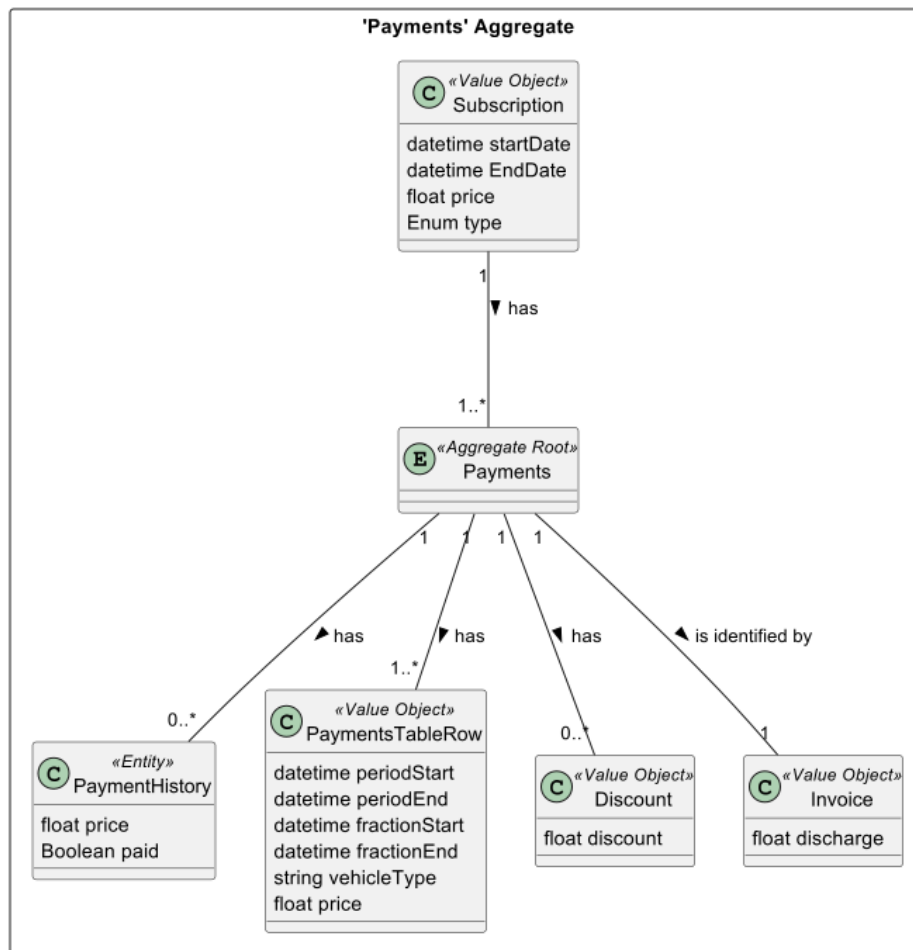 'Payments' Aggregate
C «Value Object»
Subscription
datetime startDate
datetime EndDate
float price
Enum type
1
has
1..*
E «Aggregate Root»
Payments
1 1 1 1
has has has is identified by
0..* 1..* 0..* 1
C «Entity»
PaymentHistory
float price
Boolean paid
C «Value Object»
PaymentsTableRow
datetime periodStart
datetime periodEnd
datetime fractionStart
datetime fractionEnd
string vehicleType
float price
C «Value Object»
Discount
float discount
C «Value Object»
Invoice
float discharge